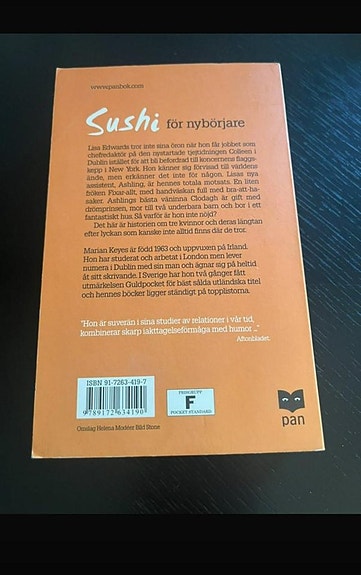 www.panbok.com
Sushi för nybörjare
Lisa Edwards tror inte sina öron när hon får jobbet som
chefredaktör på den nystartade tjejtidningen Colleen i
Dublin istället för att bli befordrad till koncernens flaggs-
kepp i New York. Hon känner sig förvisad till världens
ände, men erkänner det inte för någon. Lisas nya
assistent, Ashling, är hennes totala motsats. En liten
fröken Fixar-allt, med handväskan full med bra-att-ha-
saker. Ashlings bästa väninna Clodagh är gift med
drömprinsen, mor till två underbara barn och bor i ett
fantastiskt hus. Så varför är hon inte nöjd?
Det här är historien om tre kvinnor och deras längtan
efter lyckan som kanske inte alltid finns där de tror.
Marian Keyes är född 1963 och uppvuxen på Irland.
Hon har studerat och arbetat i London men lever
numera i Dublin med sin man och ägnar sig på heltid
åt sitt skrivande. I Sverige har hon två gånger fått
utmärkelsen Guldpocket för bäst sålda utländska titel
och hennes böcker ligger ständigt på topplistorna.
"Hon är suverän i sina studier av relationer i vår tid,
kombinerar skarp iakttagelseförmåga med humor ..."
Aftonbladet.
ISBN 91-7263-419-7
9789172634190
PRISGRUPP
F
POCKET STANDARD
pan
Omslag Helena Modéer Bild Stone